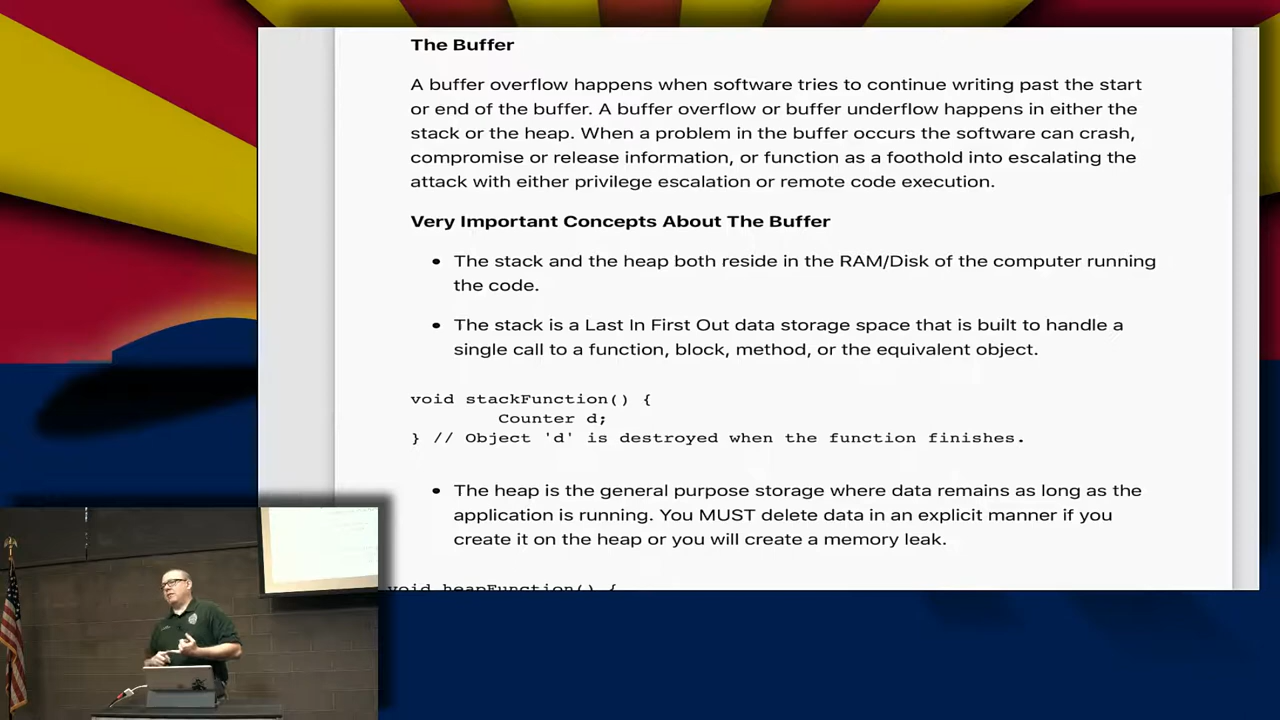 The Buffer
A buffer overflow happens when software tries to continue writing past the start
or end of the buffer. A buffer overflow or buffer underflow happens in either the
stack or the heap. When a problem in the buffer occurs the software can crash,
compromise or release information, or function as a foothold into escalating the
attack with either privilege escalation or remote code execution.
Very Important Concepts About The Buffer
• The stack and the heap both reside in the RAM/Disk of the computer running
the code.
• The stack is a Last In First Out data storage space that is built to handle a
single call to a function, block, method, or the equivalent object.
void stackFunction() {
Counter d;
} // Object 'd' is destroyed when the function finishes.
• The heap is the general purpose storage where data remains as long as the
application is running. You MUST delete data in an explicit manner if you
create it on the heap or you will create a memory leak.
void heapFunction() {